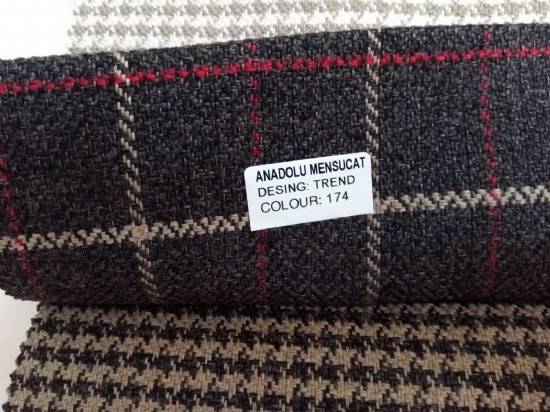 ANADOLU MENSUCAT
DESING: TREND
COLOUR: 174